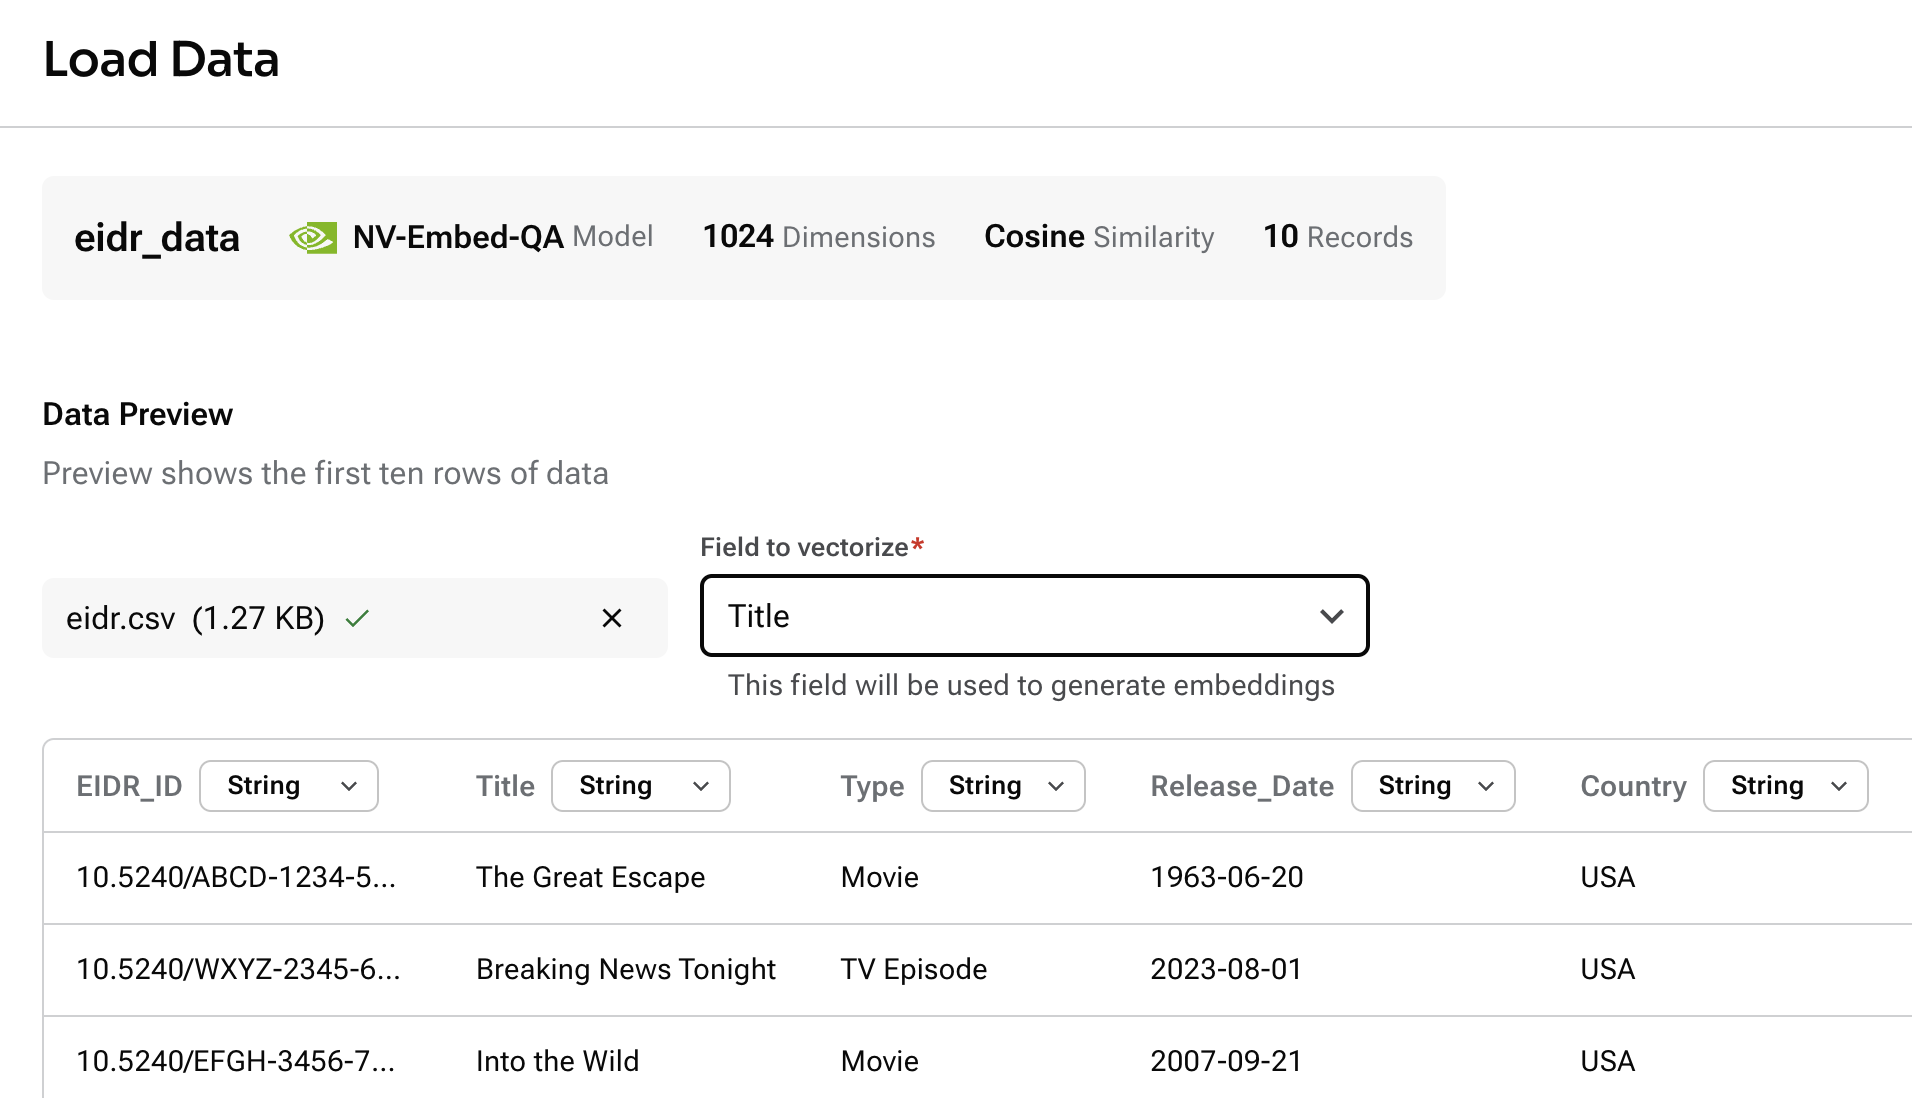 Load Data
eidr_data NV-Embed-QA Model 1024 Dimensions Cosine Similarity 10 Records
Data Preview
Preview shows the first ten rows of data
Field to vectorize*
eidr.csv (1.27 KB)
Title
This field will be used to generate embeddings
EIDR_ID String Title String Type String Release_Date String Country String
10.5240/ABCD-1234-5... The Great Escape Movie 1963-06-20 USA
10.5240/WXYZ-2345-6... Breaking News Tonight TV Episode 2023-08-01 USA
10.5240/EFGH-3456-7... Into the Wild Movie 2007-09-21 USA